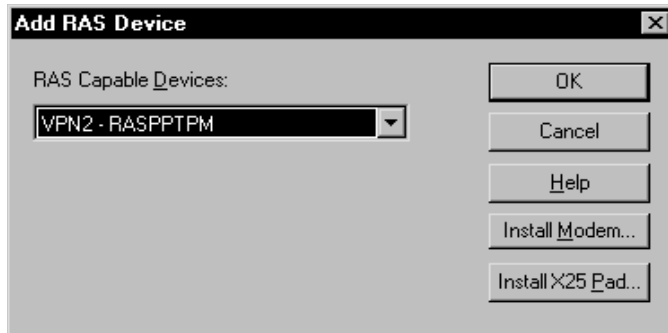 Add RAS Device
RAS Capable Devices:
VPN2 - RASPPTPM
OK
Cancel
Help
Install Modem...
Install X25 Pad...